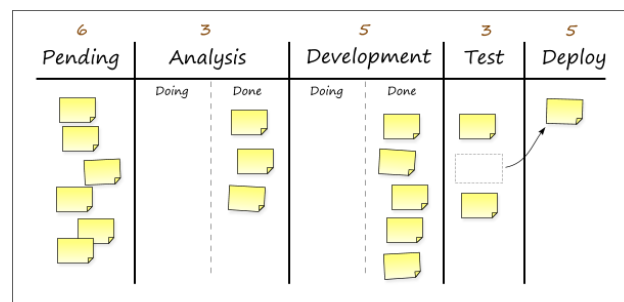 6 3 5 3 5
Pending Analysis Development Test Deploy
Doing Done Doing Done